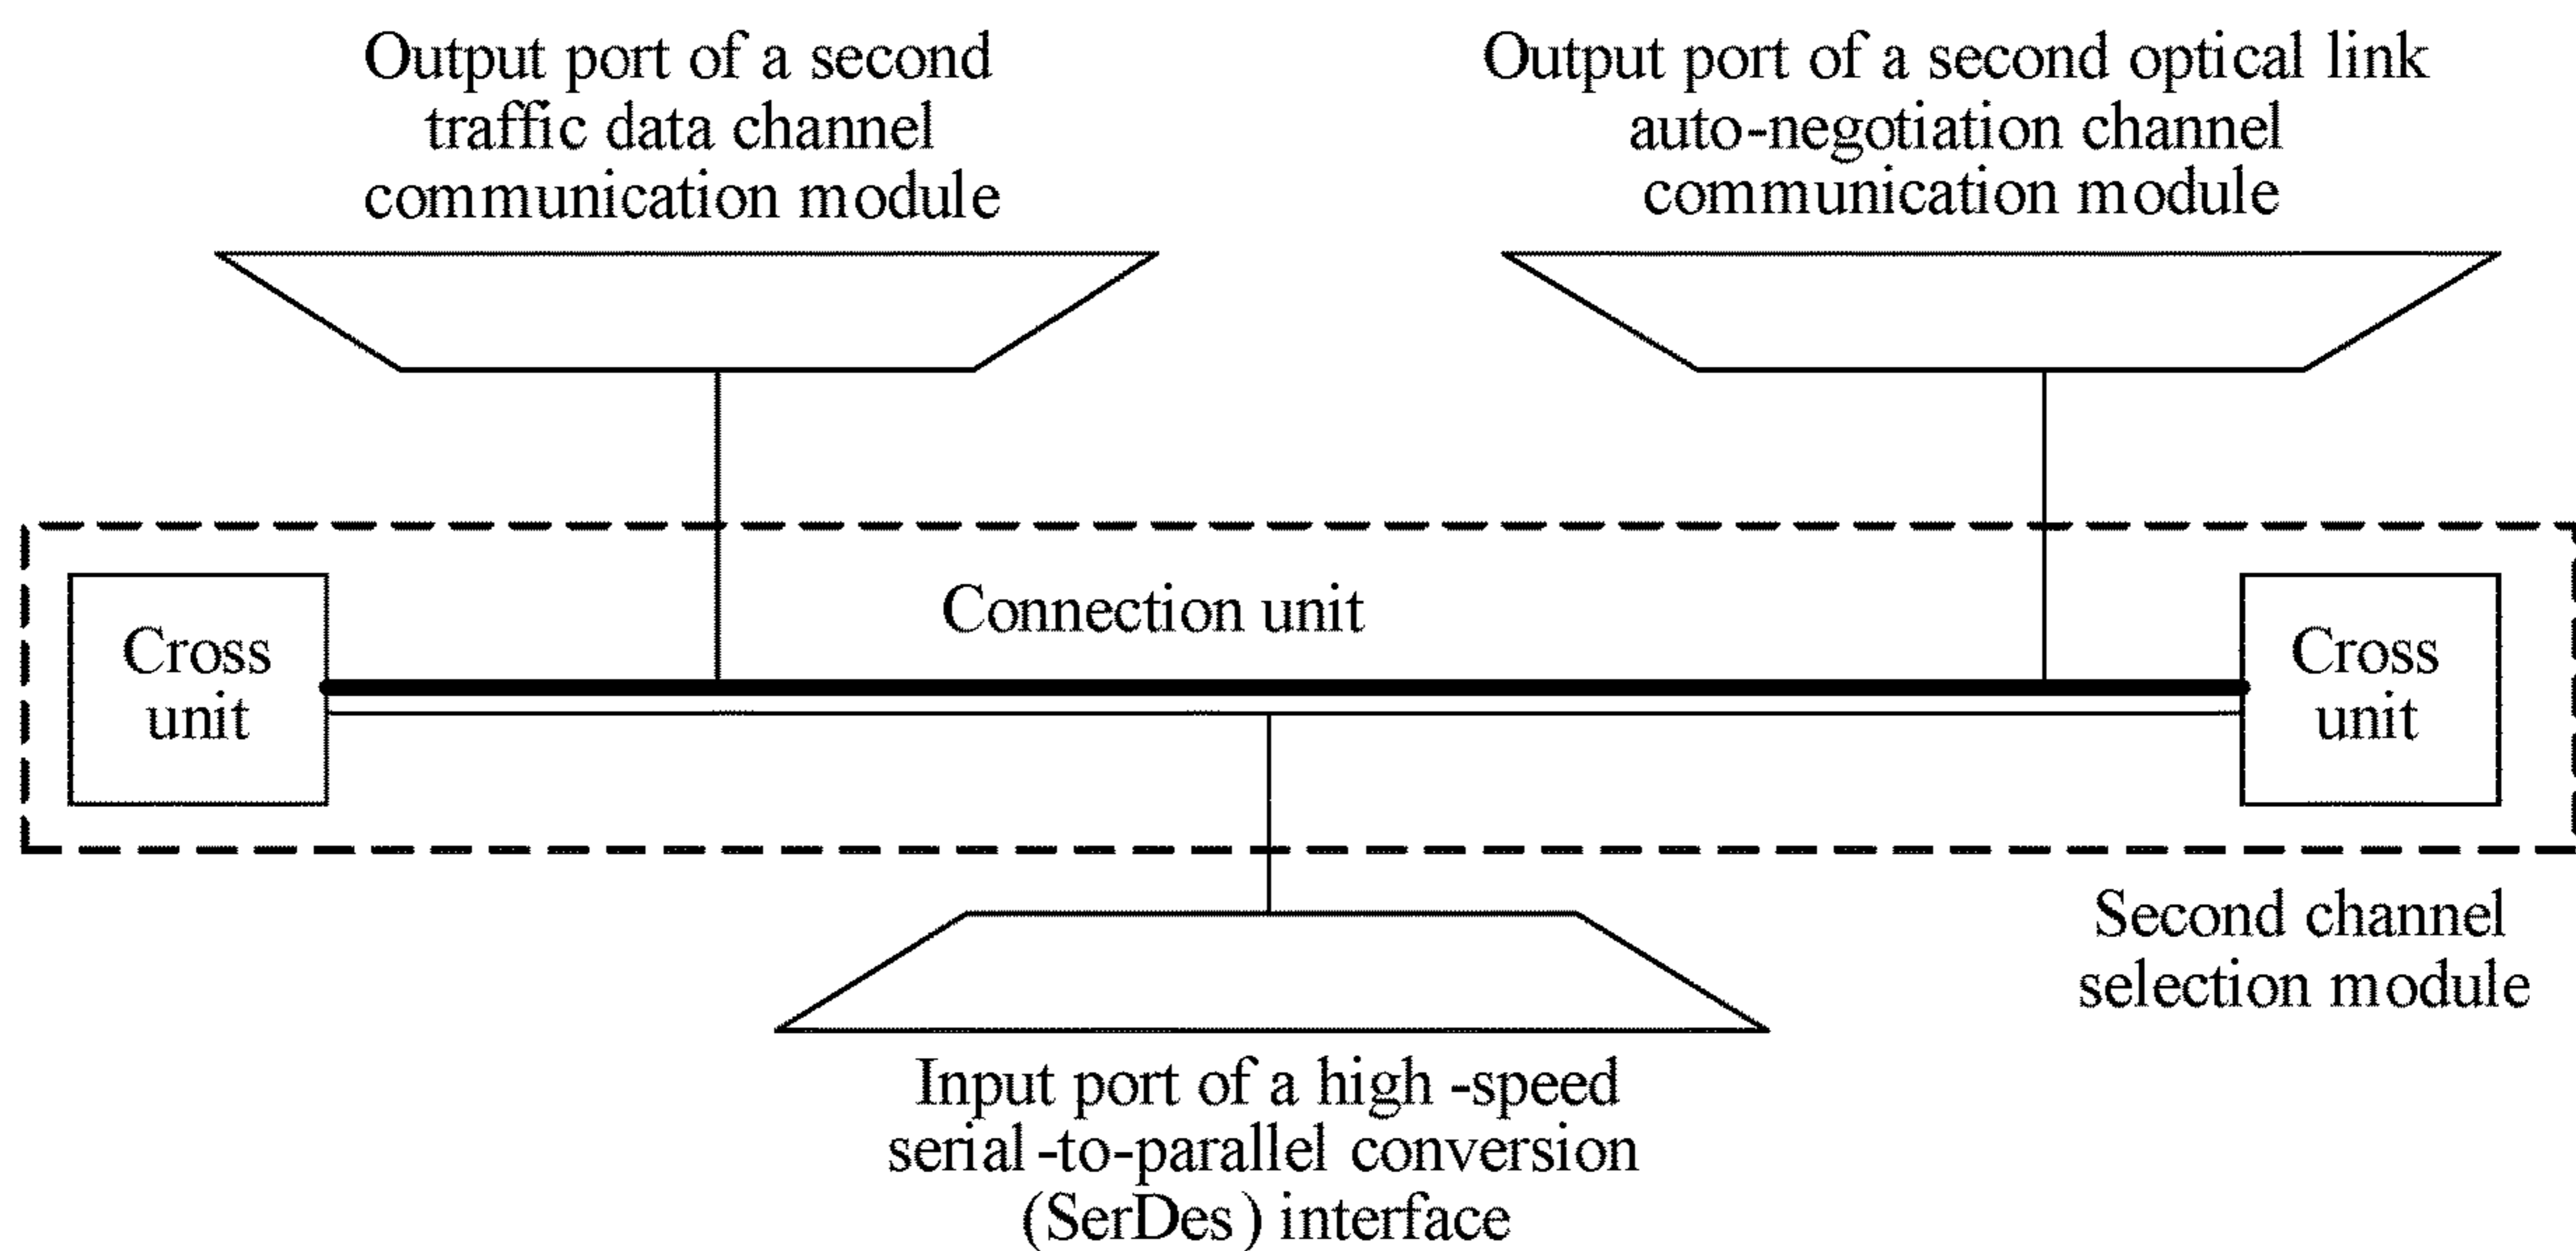 Output port of a second
traffic data channel
communication module
Output port of a second optical link
auto-negotiation channel
communication module
Connection unit
Cross
unit
Cross
unit
Second channel
selection module
Input port of a high -speed
serial -to-parallel conversion
(SerDes) interface